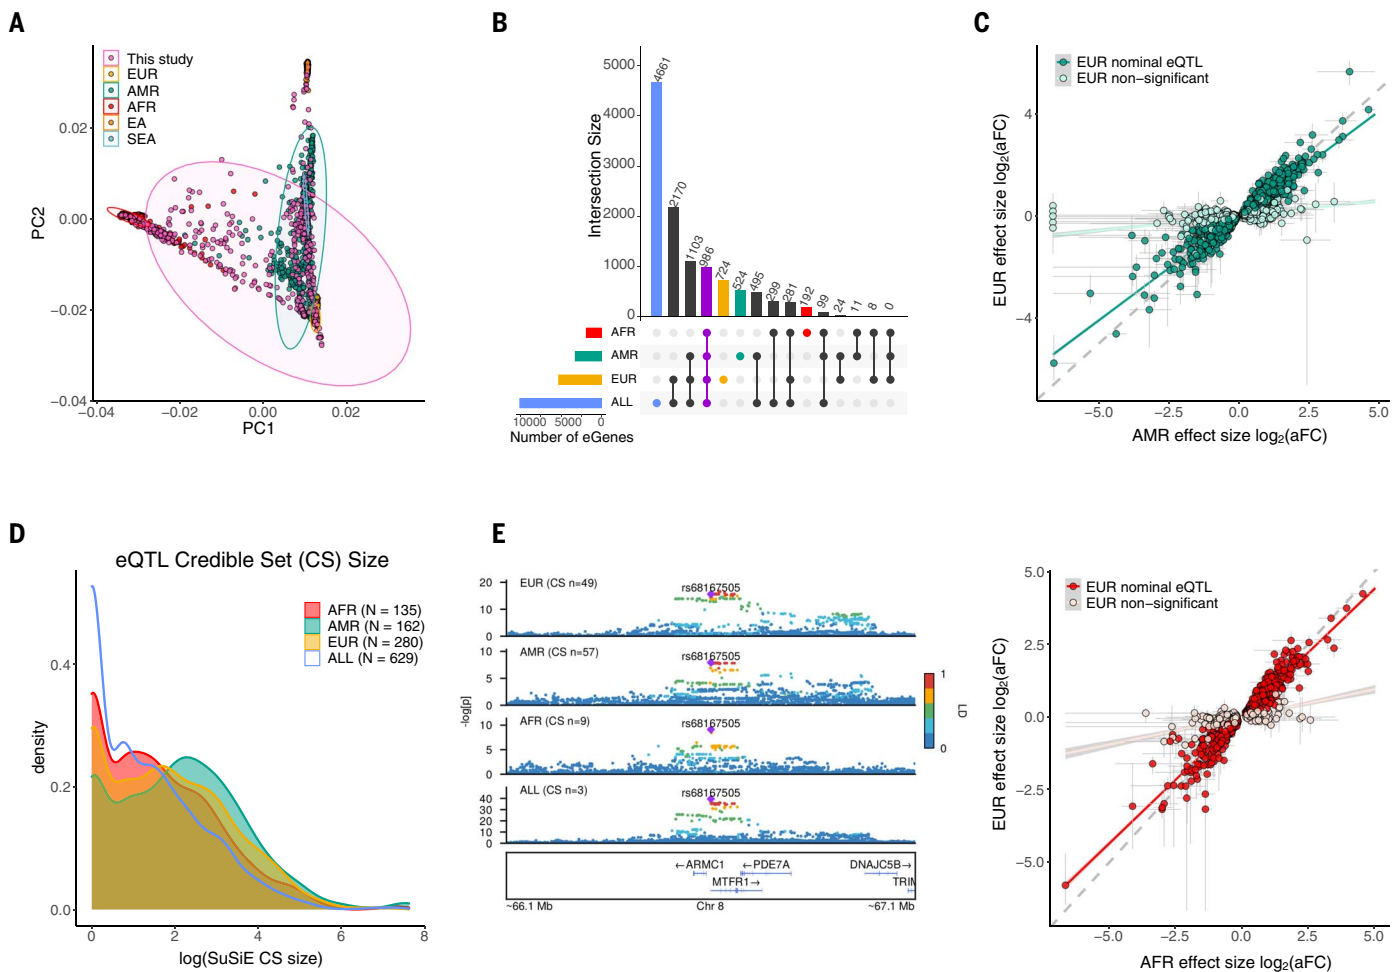 A
This study
EUR
AMR
AFR
EA
SEA
PC2
0.02
0.00
−0.02
−0.04
−0.04
−0.02
0.00
0.02
PC1
B
Intersection Size
5000
4000
3000
2000
1000
0
4661
2170
1103
986
724
524
495
299
281
192
99
24
11
8
0
AFR
AMR
EUR
ALL
10000
5000
0
Number of eGenes
C
EUR nominal eQTL
EUR non−significant
EUR effect size log2(aFC)
4
0
−4
−5.0
−2.5
0.0
2.5
5.0
AMR effect size log2(aFC)
D
eQTL Credible Set (CS) Size
AFR (N = 135)
AMR (N = 162)
EUR (N = 280)
ALL (N = 629)
density
0.4
0.2
0.0
0
2
4
6
8
log(SuSiE CS size)
E
-log[p]
EUR (CS n=49)
rs68167505
20
10
0
AMR (CS n=57)
rs68167505
10
5
0
AFR (CS n=9)
rs68167505
10
5
0
ALL (CS n=3)
rs68167505
40
30
20
10
0
1
0
LD
←ARMC1
←PDE7A
DNAJC5B→
MTFR1→
TRIM
~66.1 Mb
Chr 8
~67.1 Mb
EUR nominal eQTL
EUR non−significant
EUR effect size log2(aFC)
5.0
2.5
0.0
−2.5
−5.0
−5.0
−2.5
0.0
2.5
5.0
AFR effect size log2(aFC)